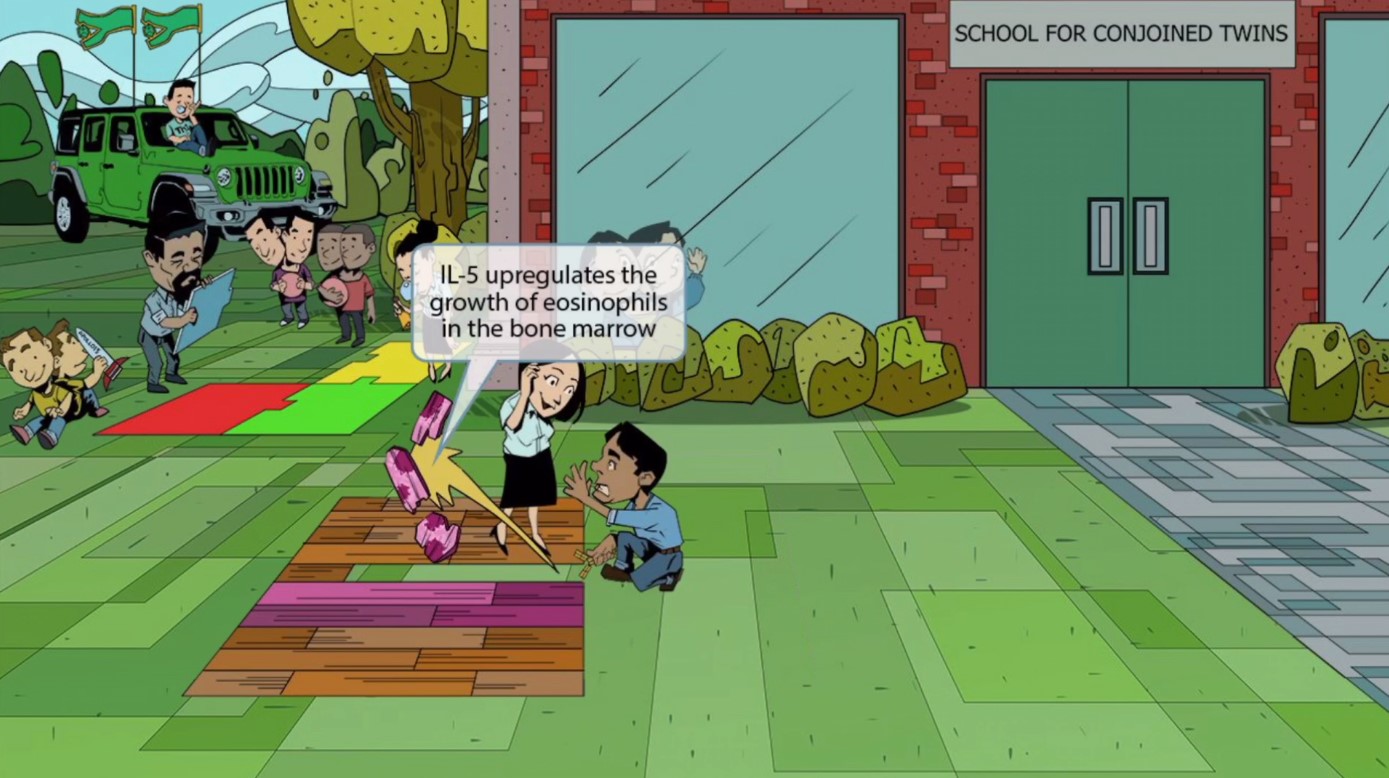 SCHOOL FOR CONJOINED TWINS
IL-5 upregulates the
growth of eosinophils
in the bone marrow